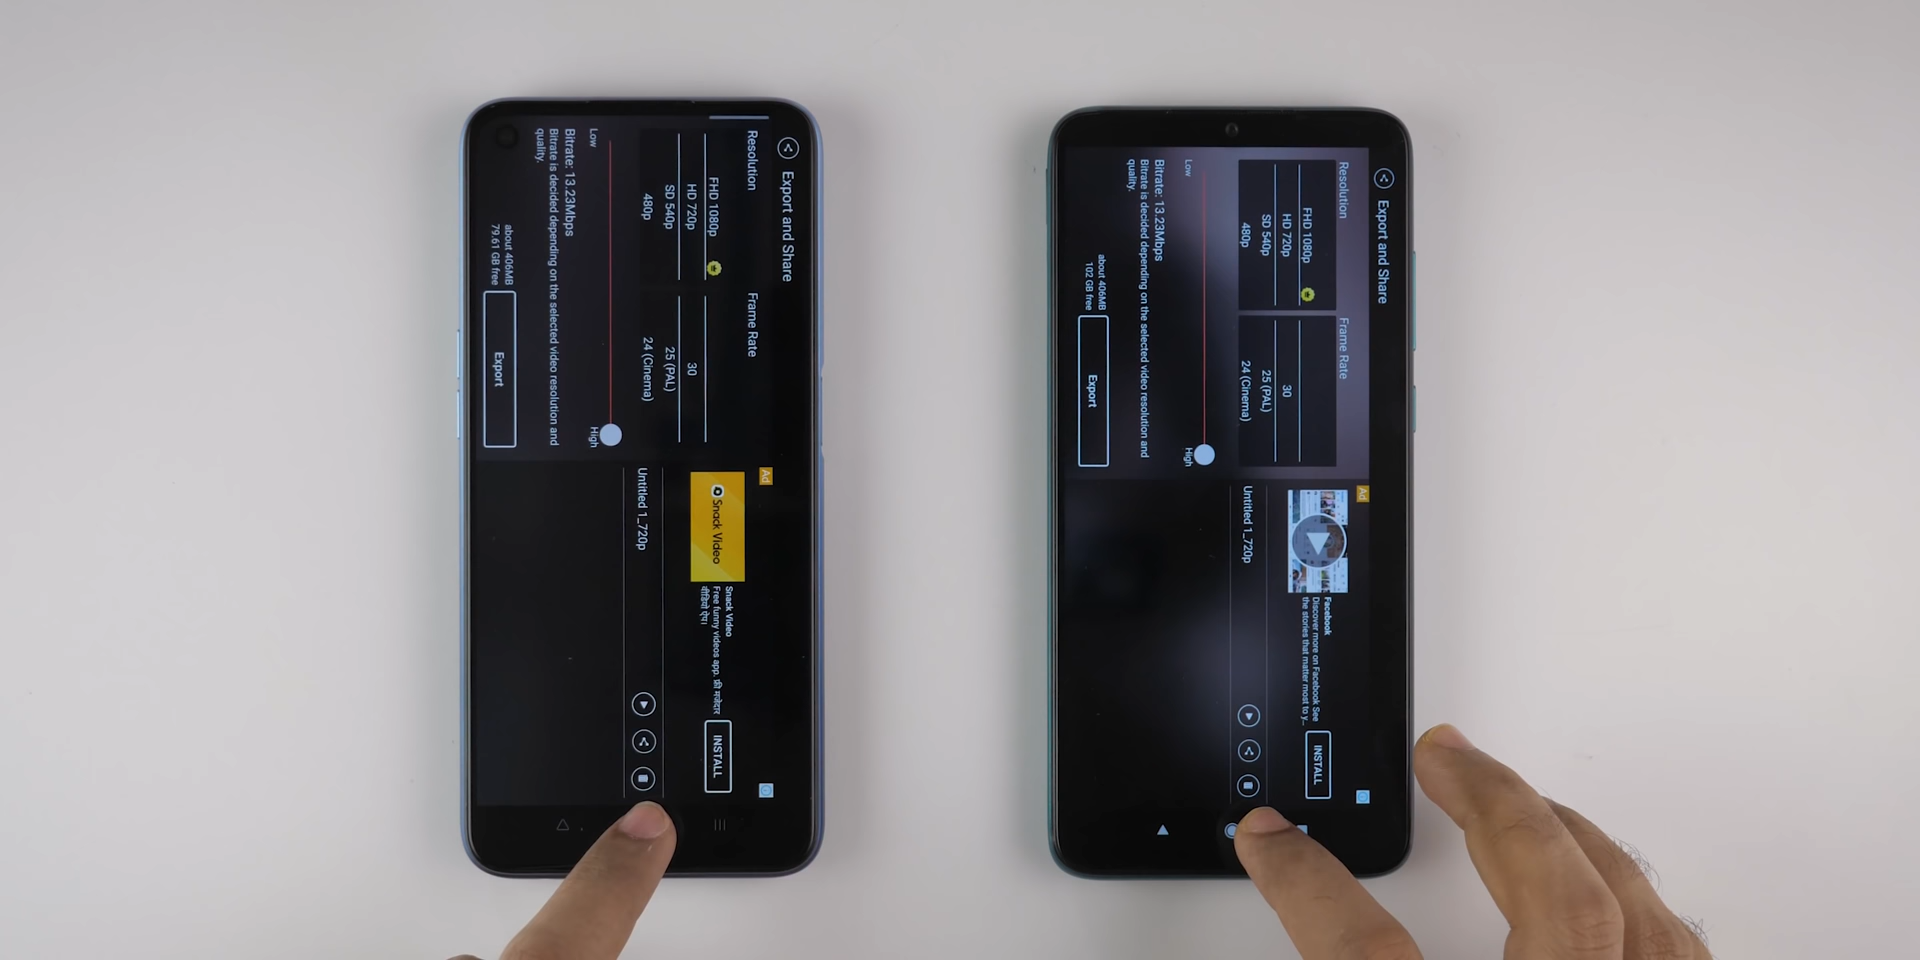 Export and Share
Resolution
FHD 1080p
HD 720p
SD 540p
480p
Frame Rate
30
25 (PAL)
24 (Cinema)
Low
High
Bitrate: 13.23Mbps
Bitrate is decided depending on the selected video resolution and
quality.
about 406MB
79.61 GB free
Export
Ad
Snack Video
Snack Video
Free funny videos app. फ्री मजेदार
वीडियो ऐप।
INSTALL
Untitled 1_720p
Export and Share
Resolution
FHD 1080p
HD 720p
SD 540p
480p
Frame Rate
30
25 (PAL)
24 (Cinema)
Low
High
Bitrate: 13.23Mbps
Bitrate is decided depending on the selected video resolution and
quality.
about 406MB
102 GB free
Export
Ad
Facebook
Discover more on Facebook See
the stories that matter most to y...
INSTALL
Untitled 1_720p